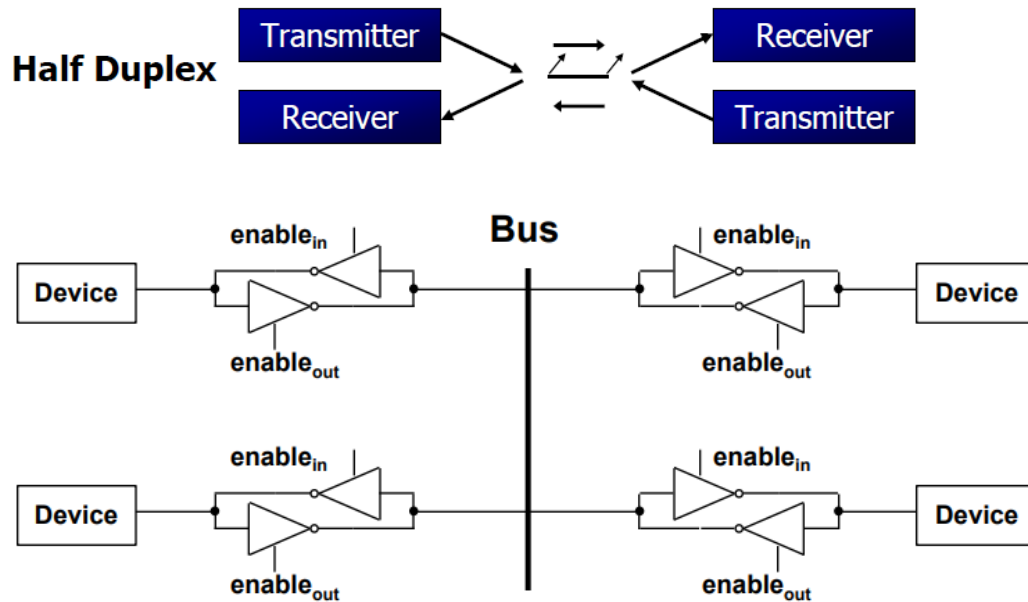 Transmitter Receiver
Half Duplex
Receiver Transmitter
Bus
enablein enablein
Device Device
enableout enableout
enablein enablein
Device Device
enableout enableout